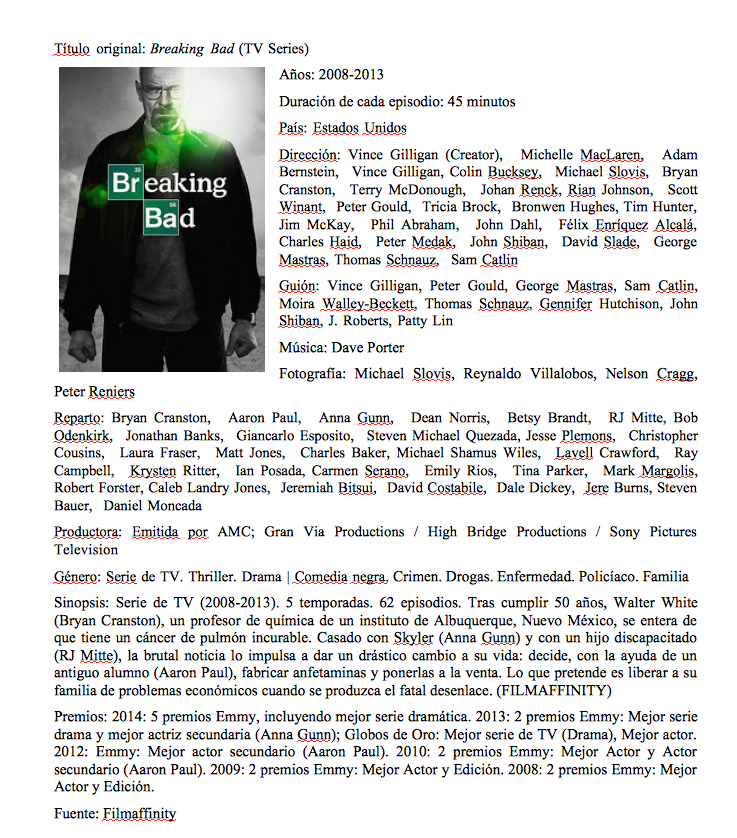 Título original: Breaking Bad (TV Series)
35
56
Breaking
Bad
Años: 2008-2013
Duración de cada episodio: 45 minutos
País: Estados Unidos
Dirección: Vince Gilligan (Creator), Michelle MacLaren, Adam
Bernstein, Vince Gilligan, Colin Bucksey, Michael Slovis, Bryan
Cranston, Terry McDonough, Johan Renck, Rian Johnson, Scott
Winant, Peter Gould, Tricia Brock, Bronwen Hughes, Tim Hunter,
Jim McKay, Phil Abraham, John Dahl, Félix Enríquez Alcalá,
Charles Haid, Peter Medak, John Shiban, David Slade, George
Mastras, Thomas Schnauz, Sam Catlin
Guión: Vince Gilligan, Peter Gould, George Mastras, Sam Catlin,
Moira Walley-Beckett, Thomas Schnauz, Gennifer Hutchison, John
Shiban, J. Roberts, Patty Lin
Música: Dave Porter
Fotografía: Michael Slovis, Reynaldo Villalobos, Nelson Cragg,
Peter Reniers
Reparto: Bryan Cranston, Aaron Paul, Anna Gunn, Dean Norris, Betsy Brandt, RJ Mitte, Bob
Odenkirk, Jonathan Banks, Giancarlo Esposito, Steven Michael Quezada, Jesse Plemons, Christopher
Cousins, Laura Fraser, Matt Jones, Charles Baker, Michael Shamus Wiles, Lavell Crawford, Ray
Campbell, Krysten Ritter, Ian Posada, Carmen Serano, Emily Rios, Tina Parker, Mark Margolis,
Robert Forster, Caleb Landry Jones, Jeremiah Bitsui, David Costabile, Dale Dickey, Jere Burns, Steven
Bauer, Daniel Moncada
Productora: Emitida por AMC; Gran Via Productions / High Bridge Productions / Sony Pictures
Television
Género: Serie de TV. Thriller. Drama | Comedia negra. Crimen. Drogas. Enfermedad. Policíaco. Familia
Sinopsis: Serie de TV (2008-2013). 5 temporadas. 62 episodios. Tras cumplir 50 años, Walter White
(Bryan Cranston), un profesor de química de un instituto de Albuquerque, Nuevo México, se entera de
que tiene un cáncer de pulmón incurable. Casado con Skyler (Anna Gunn) y con un hijo discapacitado
(RJ Mitte), la brutal noticia lo impulsa a dar un drástico cambio a su vida: decide, con la ayuda de un
antiguo alumno (Aaron Paul), fabricar anfetaminas y ponerlas a la venta. Lo que pretende es liberar a su
familia de problemas económicos cuando se produzca el fatal desenlace. (FILMAFFINITY)
Premios: 2014: 5 premios Emmy, incluyendo mejor serie dramática. 2013: 2 premios Emmy: Mejor serie
drama y mejor actriz secundaria (Anna Gunn); Globos de Oro: Mejor serie de TV (Drama), Mejor actor.
2012: Emmy: Mejor actor secundario (Aaron Paul). 2010: 2 premios Emmy: Mejor Actor y Actor
secundario (Aaron Paul). 2009: 2 premios Emmy: Mejor Actor y Edición. 2008: 2 premios Emmy: Mejor
Actor y Edición.
Fuente: Filmaffinity